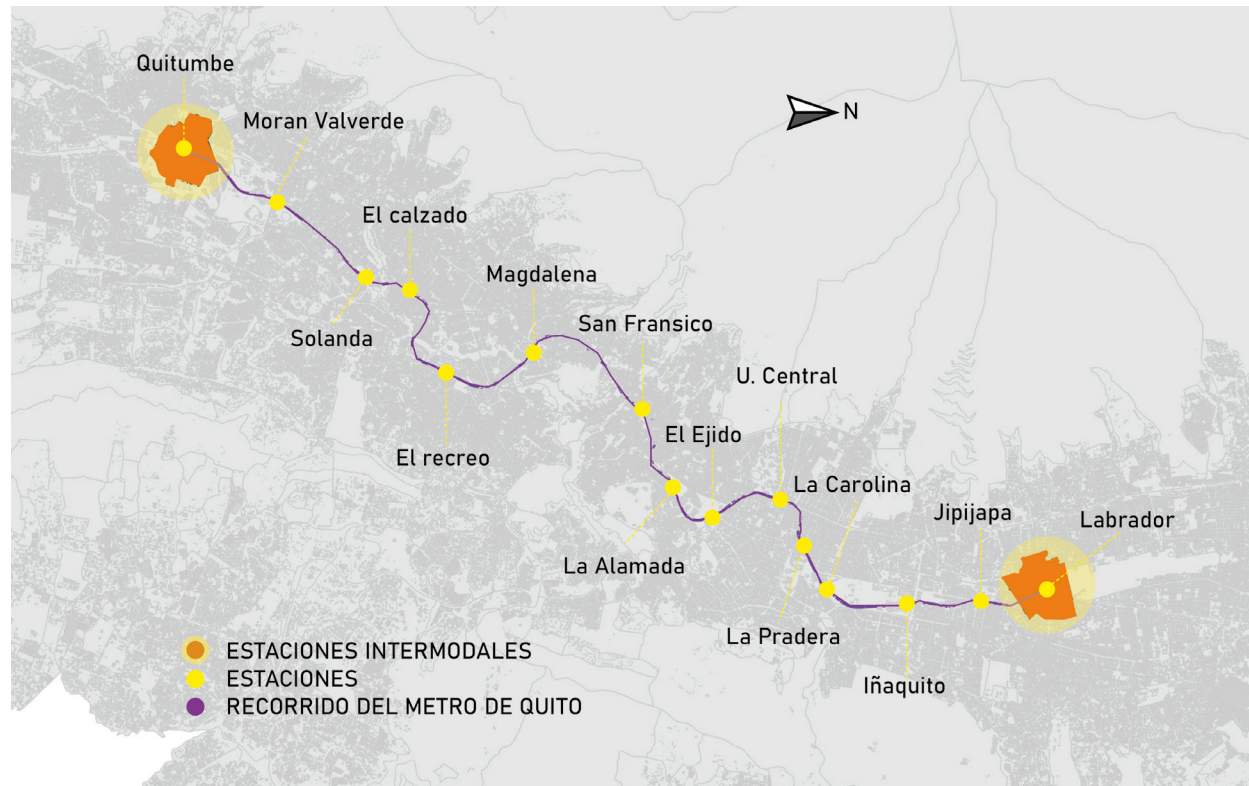 Quitumbe
Moran Valverde
N
El calzado
Magdalena
Solanda
San Fransico
U. Central
El recreo
El Ejido
La Carolina
Jipijapa
Labrador
La Alamada
La Pradera
Iñaquito
ESTACIONES INTERMODALES
ESTACIONES
RECORRIDO DEL METRO DE QUITO